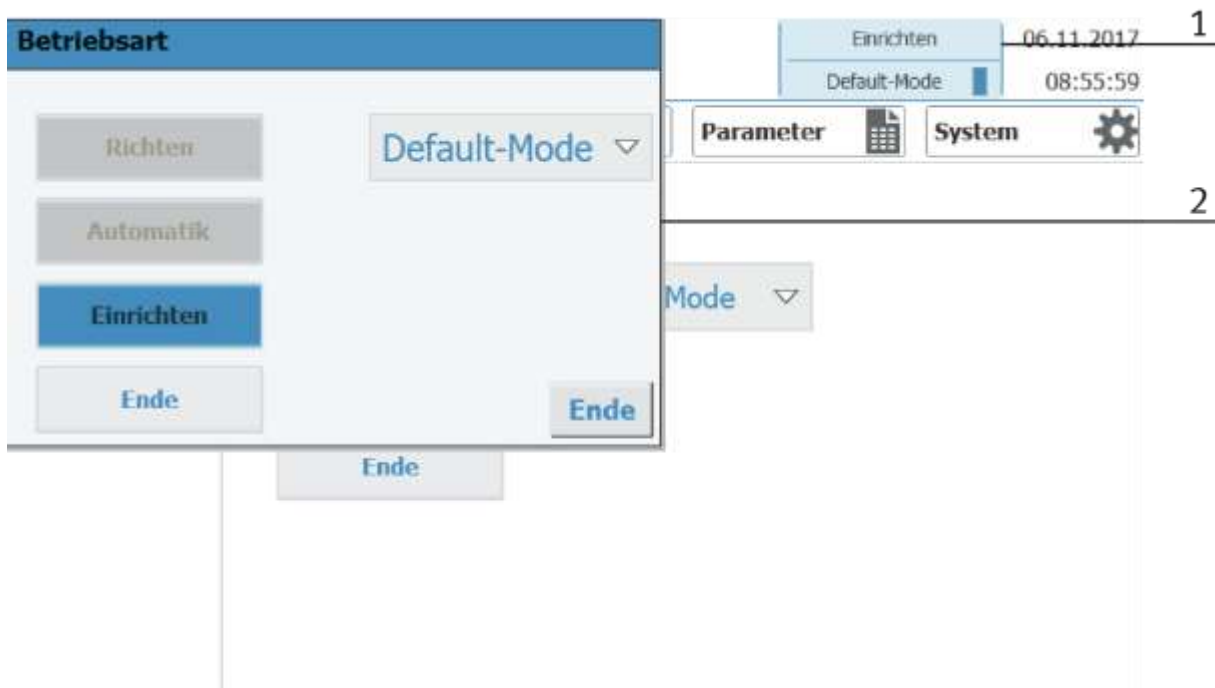 Betriebsart
Einrichten
06.11.2017
1
Default-Mode
08:55:59
Richten
Default-Mode
Parameter
System
Automatik
2
Einrichten
Mode
Ende
Ende
Ende